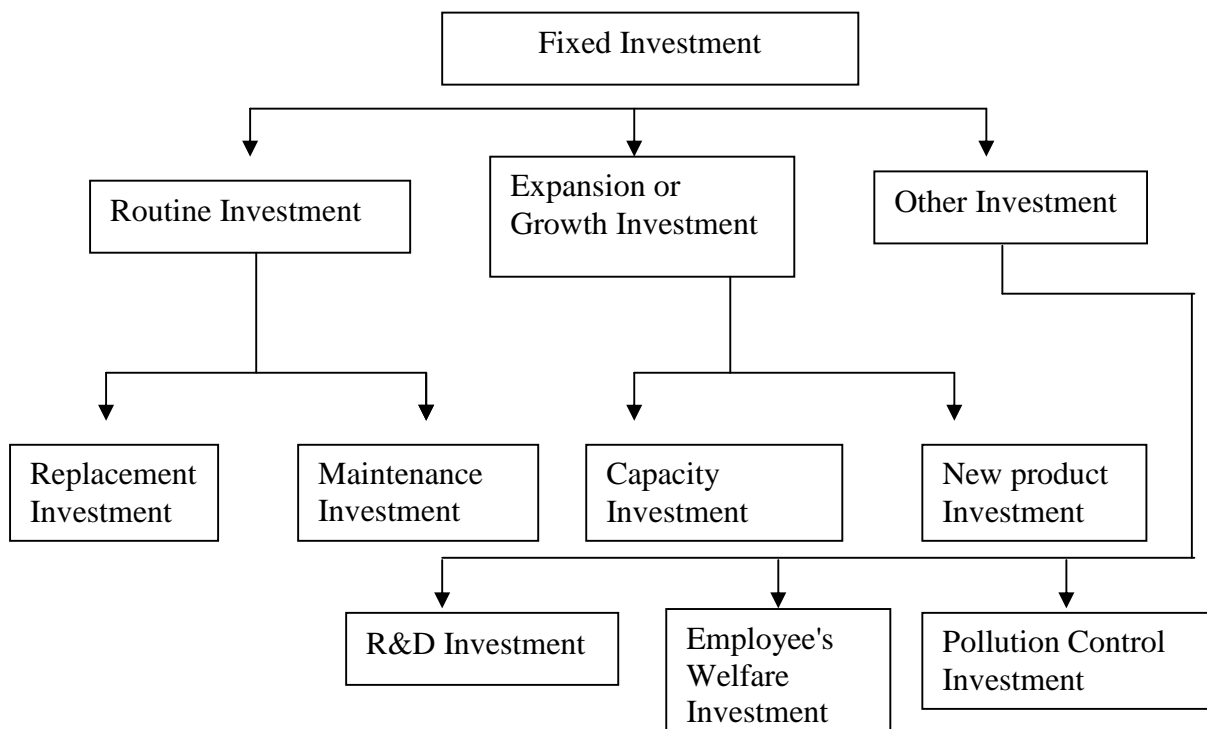 Fixed Investment
Routine Investment
Expansion or
Growth Investment
Other Investment
Replacement
Investment
Maintenance
Investment
Capacity
Investment
New product
Investment
R&D Investment
Employee's
Welfare
Investment
Pollution Control
Investment